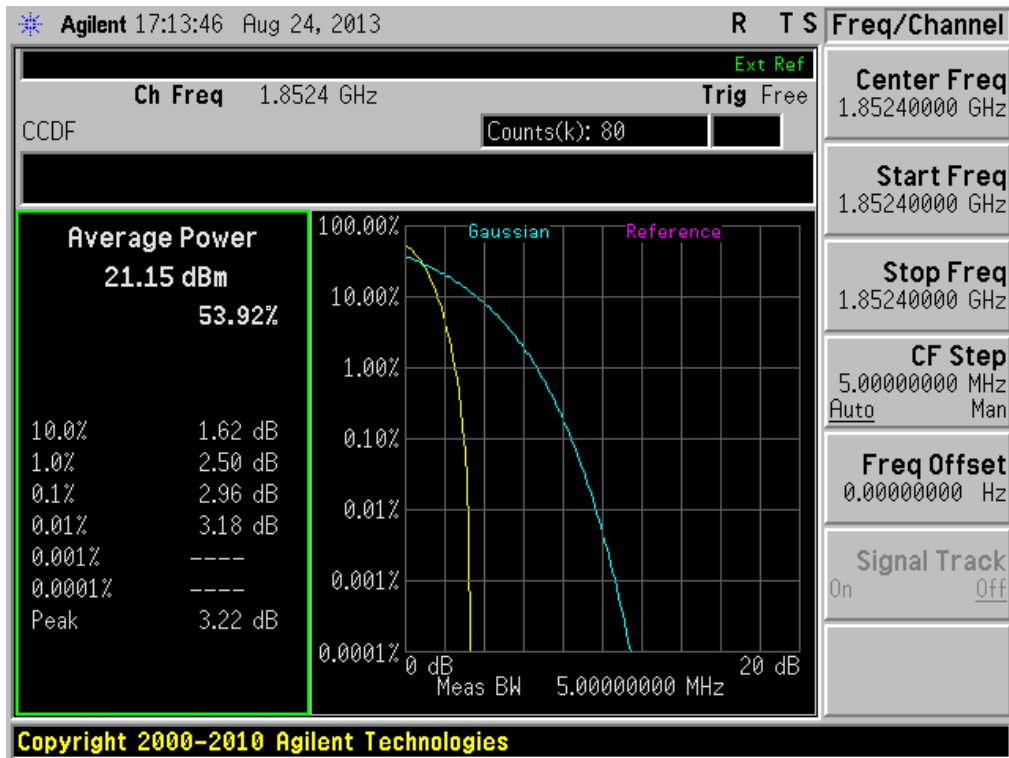 Agilent 17:13:46 Aug 24, 2013 R T S
Ext Ref
Ch Freq 1.8524 GHz Trig Free
CCDF Counts(k): 80
Average Power
21.15 dBm
53.92%
10.0% 1.62 dB
1.0% 2.50 dB
0.1% 2.96 dB
0.01% 3.18 dB
0.001% ----
0.0001% ----
Peak 3.22 dB
Gaussian Reference
100.00%
10.00%
1.00%
0.10%
0.01%
0.001%
0.0001%
0 dB 20 dB
Meas BW 5.00000000 MHz
Freq/Channel
Center Freq
1.85240000 GHz
Start Freq
1.85240000 GHz
Stop Freq
1.85240000 GHz
CF Step
5.00000000 MHz
Auto Man
Freq Offset
0.00000000 Hz
Signal Track
On Off
Copyright 2000-2010 Agilent Technologies